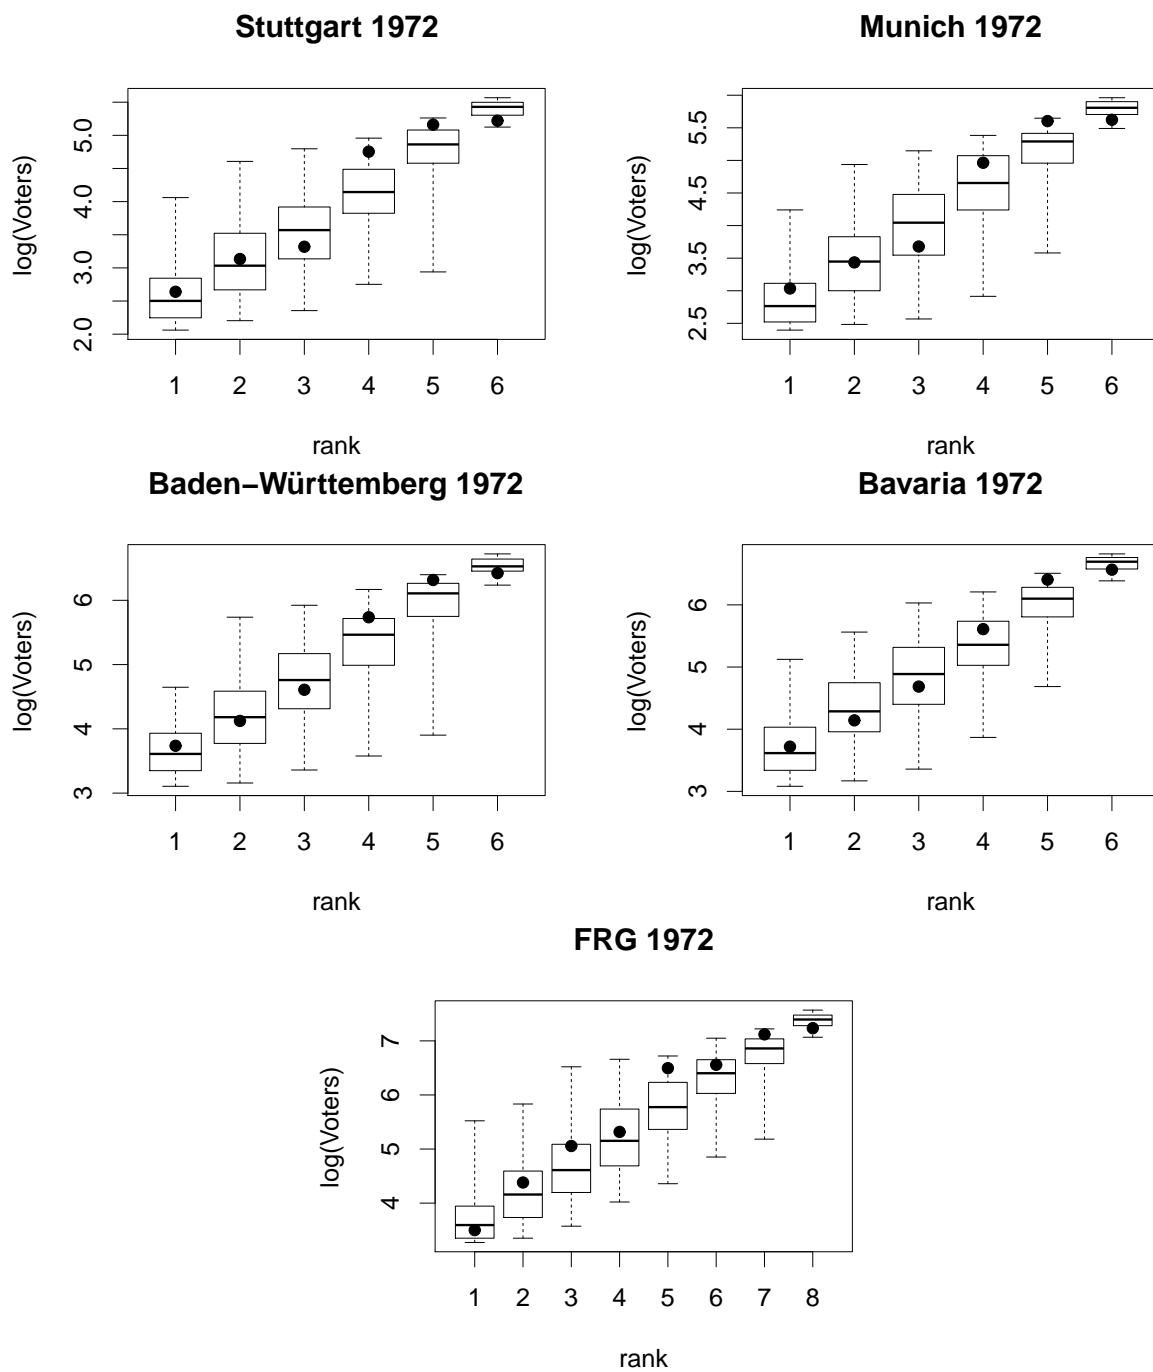 Stuttgart 1972
log(Voters)
5.0
4.0
3.0
2.0
1 2 3 4 5 6
rank
Munich 1972
log(Voters)
5.5
4.5
3.5
2.5
1 2 3 4 5 6
rank
Baden−Württemberg 1972
log(Voters)
6
5
4
3
1 2 3 4 5 6
rank
Bavaria 1972
log(Voters)
6
5
4
3
1 2 3 4 5 6
rank
FRG 1972
log(Voters)
7
6
5
4
1 2 3 4 5 6 7 8
rank